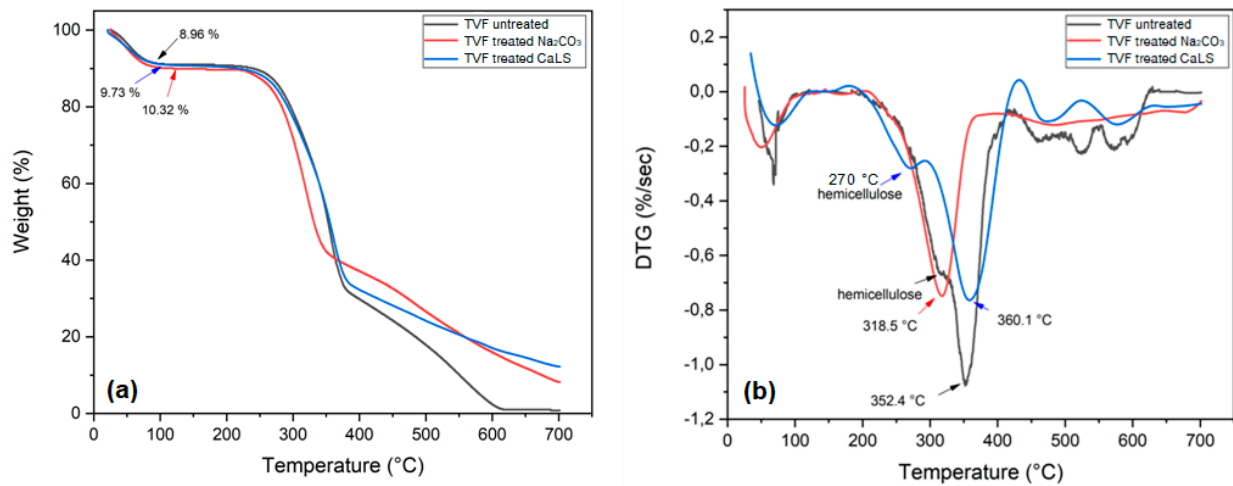 TVF untreated
TVF treated Na₂CO₃
TVF treated CaLS
8.96 %
9.73 %
10.32 %
100
80
60
40
20
0
Weight (%)
(a)
0 100 200 300 400 500 600 700
Temperature (°C)
TVF untreated
TVF treated Na₂CO₃
TVF treated CaLS
0,2
0,0
-0,2
-0,4
-0,6
-0,8
-1,0
-1,2
DTG (%/sec)
270 °C
hemicellulose
hemicellulose
318.5 °C
360.1 °C
352.4 °C
(b)
0 100 200 300 400 500 600 700
Temperature (°C)